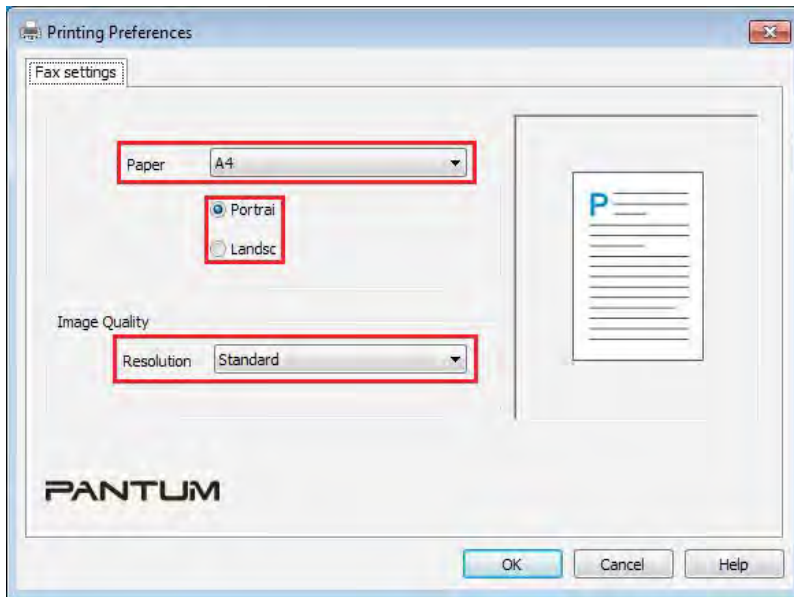 Printing Preferences
Fax settings
Paper A4
Portrai
Landsc
Image Quality
Resolution Standard
P
PANTUM
OK Cancel Help